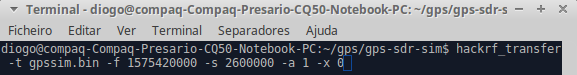 Terminal - diogo@compaq-Compaq-Presario-CQ50-Notebook-PC: ~/gps/gps-sdr-s
Ficheiro Editar Ver Terminal Separadores Ajuda
diogo@compaq-Compaq-Presario-CQ50-Notebook-PC:~/gps/gps-sdr-sim$ hackrf_transfer
-t gpssim.bin -f 1575420000 -s 2600000 -a 1 -x 0